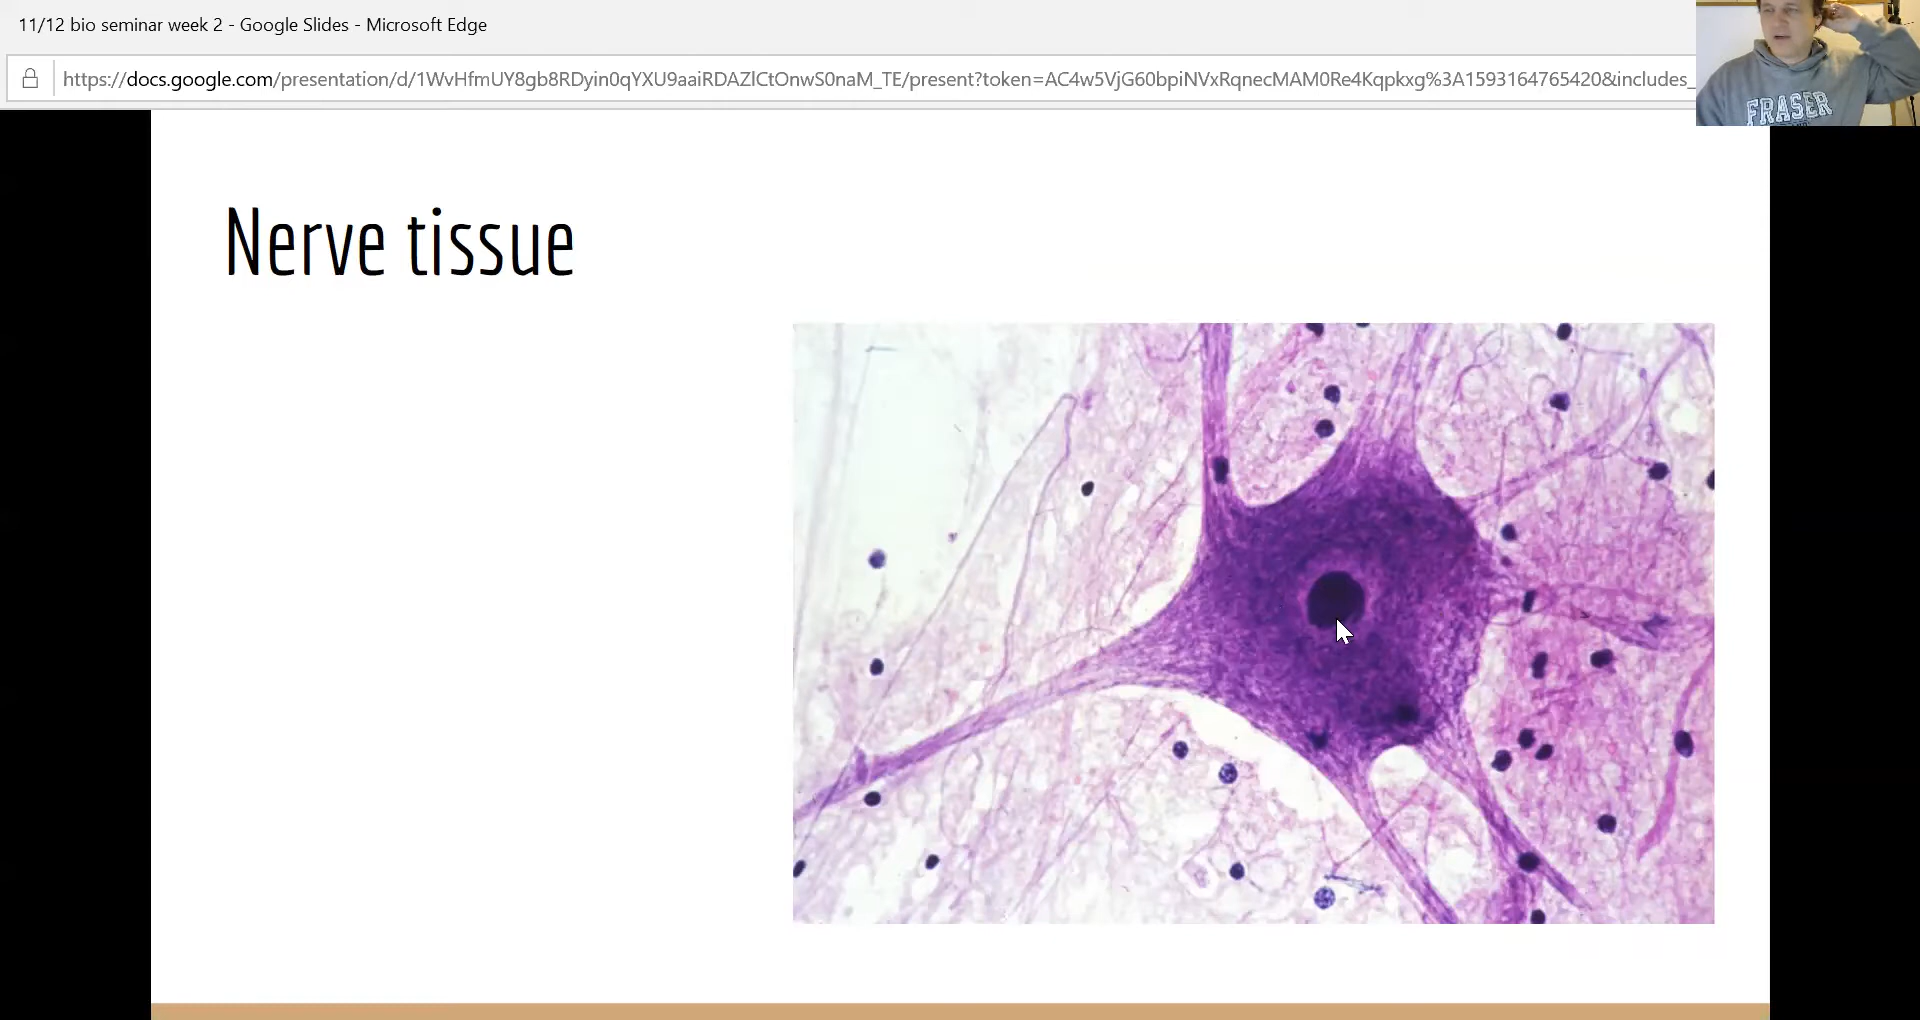 11/12 bio seminar week 2 - Google Slides - Microsoft Edge
https://docs.google.com/presentation/d/1WvHfmUY8gb8RDyin0qYXU9aaiRDAZlCtOnwS0naM_TE/present?token=AC4w5VjG60bpiNVxRqnecMAM0Re4Kqpkxg%3A1593164765420&includes_
FRASER
Nerve tissue